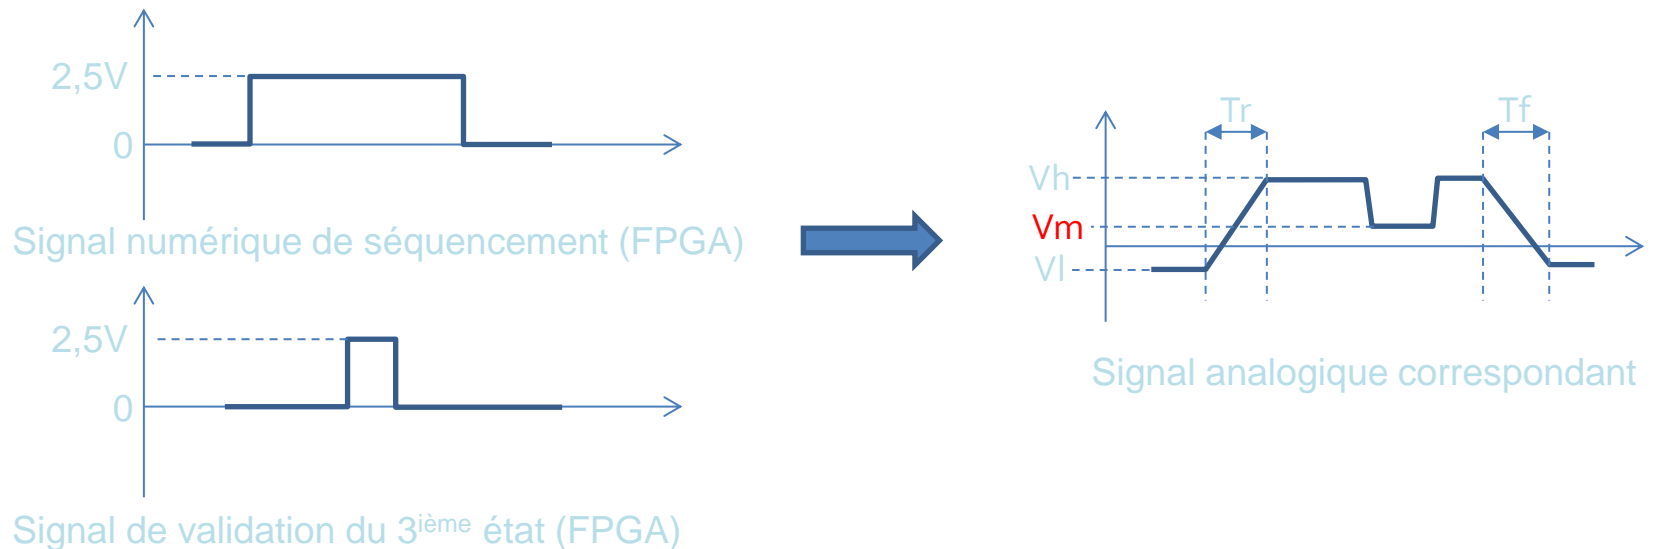 2,5V
0
Signal numérique de séquencement (FPGA)
2,5V
0
Signal de validation du 3ième état (FPGA)
Tr
Tf
Vh
Vm
Vl
Signal analogique correspondant